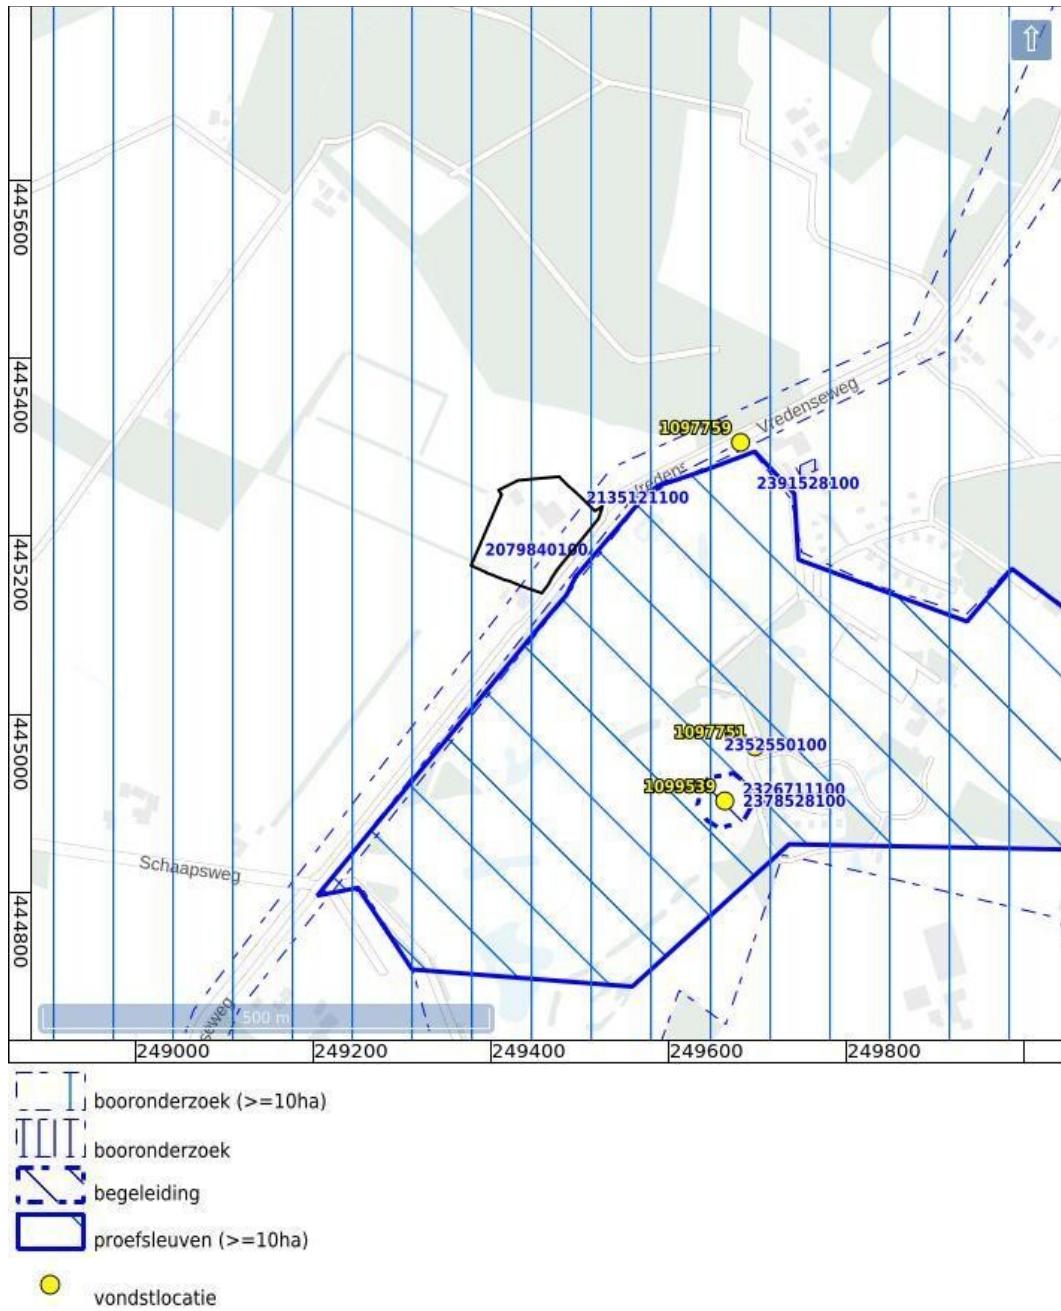 445600
445400
445200
445000
444800
Vredenseweg
1097759
Vredens
2391528100
2135121100
2079840100
1097751
2352550100
1099539
2326711100
2378528100
Schaapsweg
seweg
500 m
249000
249200
249400
249600
249800
booronderzoek (>=10ha)
booronderzoek
begeleiding
proefsleuven (>=10ha)
vondstlocatie